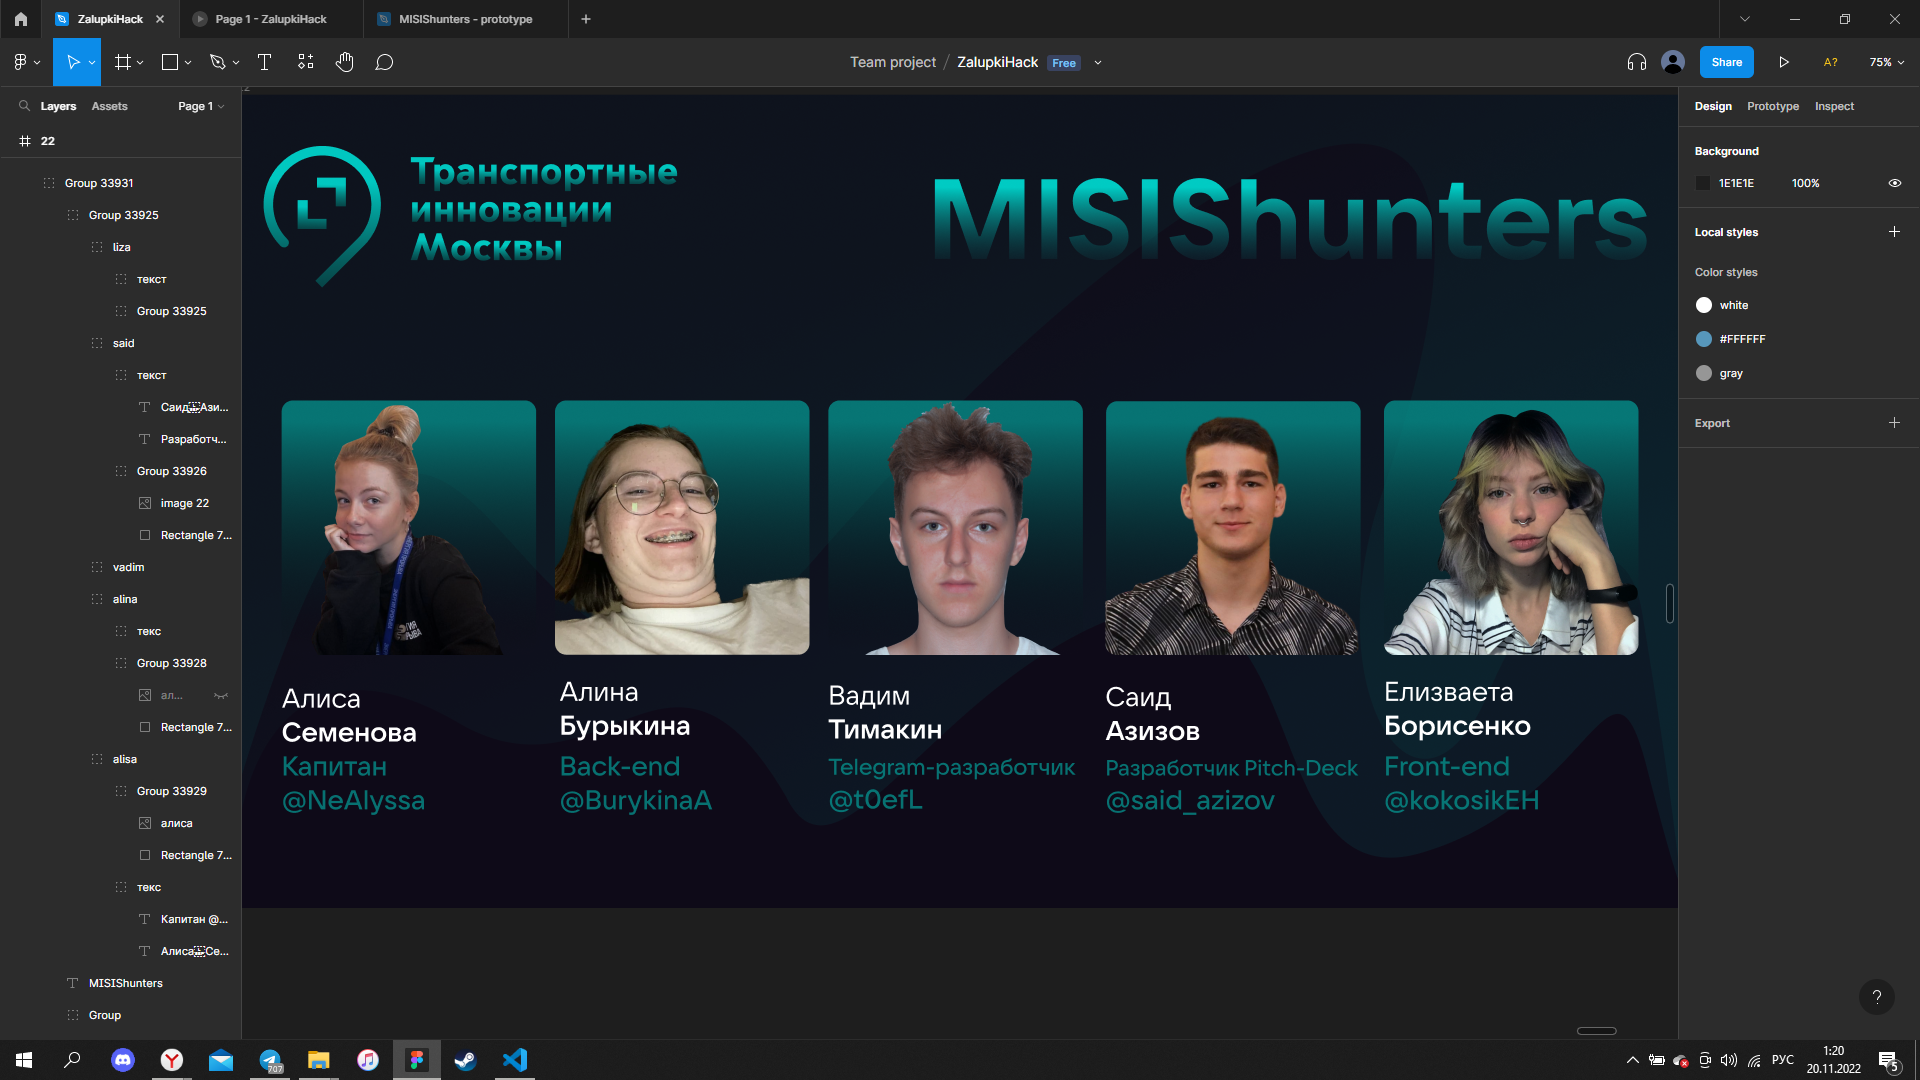 ZalupkiHack
Page 1 - ZalupkiHack
MISIShunters - prototype
Team project / ZalupkiHack Free
Share
A?
75%
Layers
Assets
Page 1
22
Group 33931
Group 33925
liza
текст
Group 33925
said
текст
Саид Ази...
Разработч...
Group 33926
image 22
Rectangle 7...
vadim
alina
текс
Group 33928
ал...
Rectangle 7...
alisa
Group 33929
алиса
Rectangle 7...
текс
Капитан @...
Алиса Се...
MISIShunters
Group
Транспортные
инновации
Москвы
MISIShunters
Алиса
Семенова
Капитан
@NeAlyssa
Алина
Бурыкина
Back-end
@BurykinaA
Вадим
Тимакин
Telegram-разработчик
@t0efL
Саид
Азизов
Разработчик Pitch-Deck
@said_azizov
Елизваета
Борисенко
Front-end
@kokosikEH
Design
Prototype
Inspect
Background
1E1E1E
100%
Local styles
Color styles
white
#FFFFFF
gray
Export
?
707
РУС
1:20
20.11.2022
5